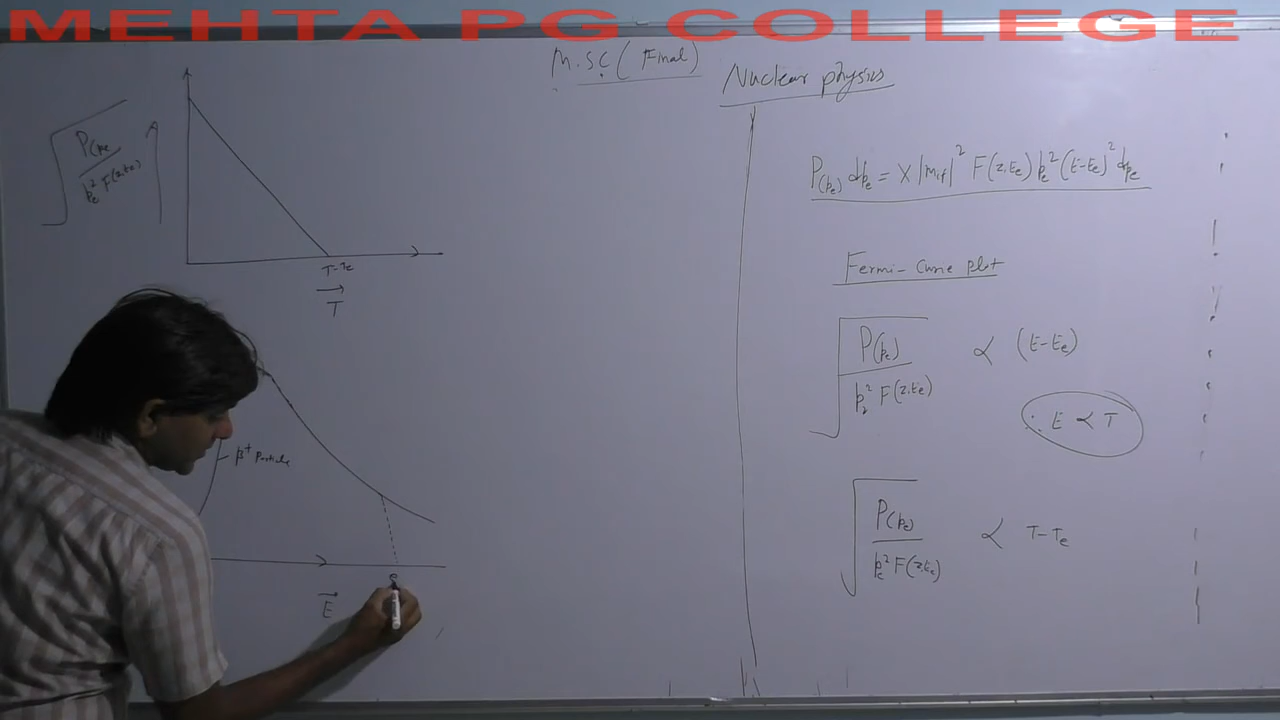 MEHTA PG COLLEGE
M.SC ( Final )
Nuclear physics
P(pe) dpe = X |Mif|² F(z,Ee) pe² (E-Ee)² dpe
Fermi-Curie plot
√ P(pe) / pe² F(z,Ee) ∝ (E-Ee)
∴ E ∝ T
√ P(pe) / pe² F(z,Ee) ∝ T-Te
√ P(pe / pe² F(z,Ee) ↑
T-Te
→
T
β⁺ Particle
→
E